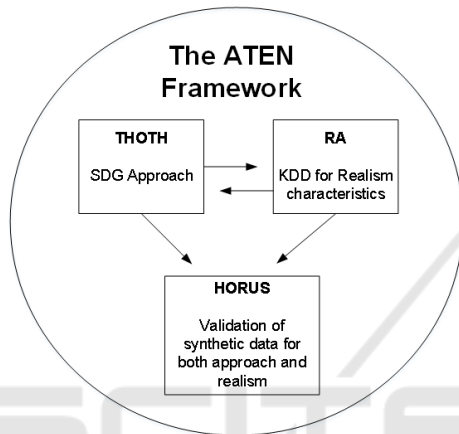 The ATEN
Framework
THOTH
SDG Approach
RA
KDD for Realism
characteristics
HORUS
Validation of
synthetic data for
both approach and
realism